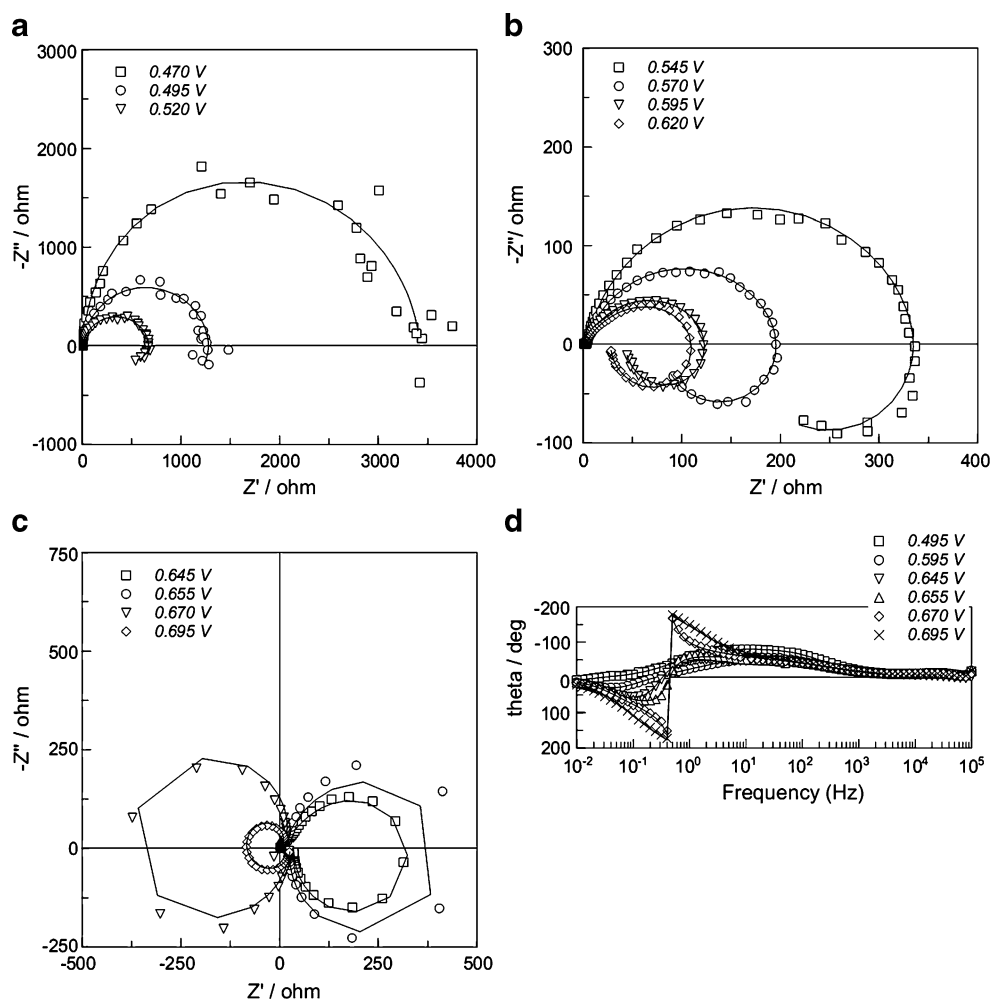 a
3000
2000
1000
0
-1000
-Z'' / ohm
0.470 V
0.495 V
0.520 V
0 1000 2000 3000 4000
Z' / ohm
b
300
200
100
0
-100
-Z''/ ohm
0.545 V
0.570 V
0.595 V
0.620 V
0 100 200 300 400
Z' / ohm
c
750
500
250
0
-250
-Z'' / ohm
0.645 V
0.655 V
0.670 V
0.695 V
-500 -250 0 250 500
Z' / ohm
d
0.495 V
0.595 V
0.645 V
0.655 V
0.670 V
0.695 V
-200
-100
0
100
200
theta / deg
10-2 10-1 100 101 102 103 104 105
Frequency (Hz)